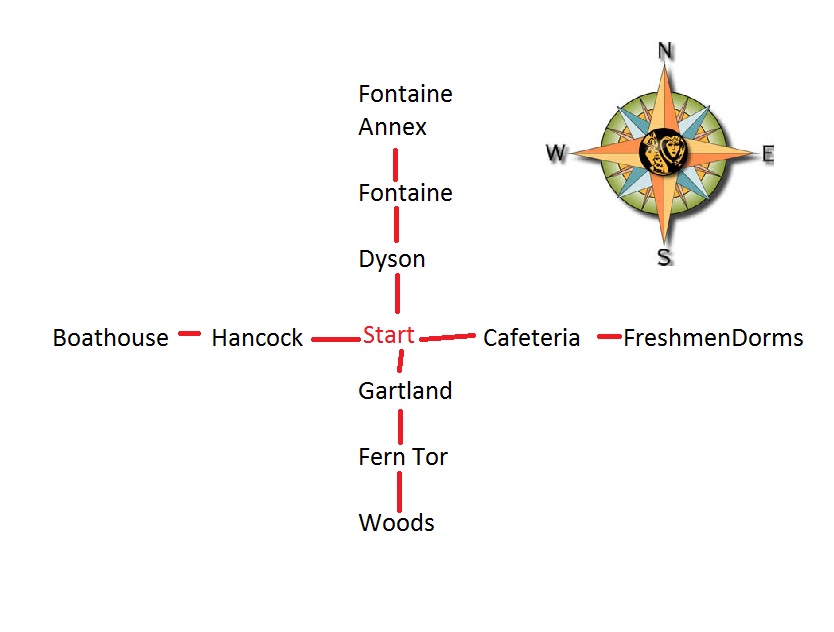 N
Fontaine
Annex
W E
Fontaine
Dyson
S
Boathouse Hancock Start Cafeteria FreshmenDorms
Gartland
Fern Tor
Woods